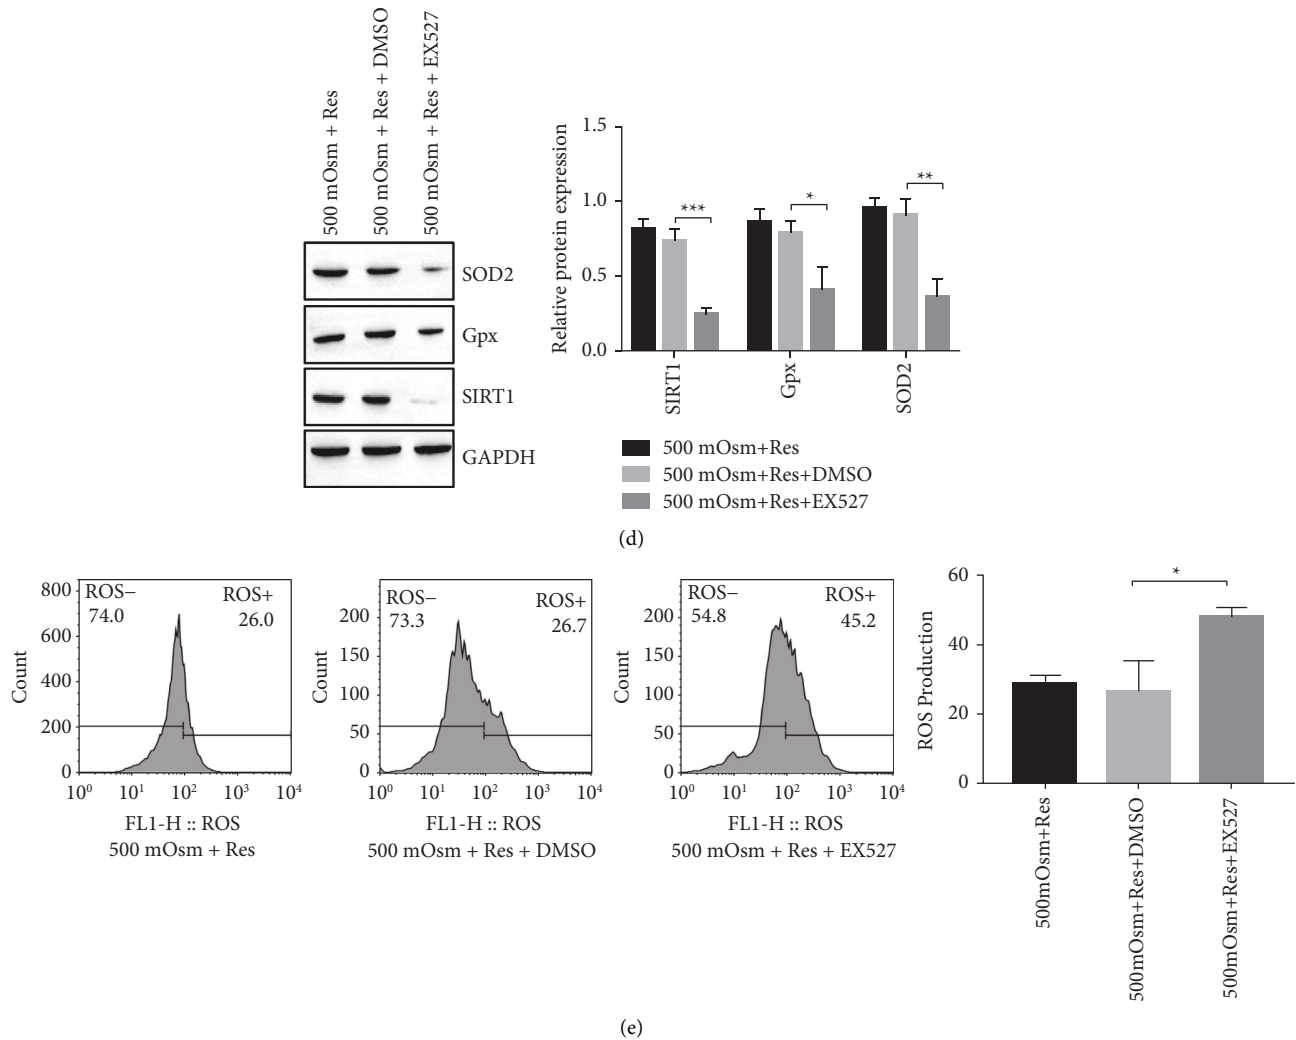 500 mOsm + Res
500 mOsm + Res + DMSO
500 mOsm + Res + EX527
SOD2
Gpx
SIRT1
GAPDH
Relative protein expression
1.5
1.0
0.5
0.0
***
*
**
SIRT1
Gpx
SOD2
500 mOsm+Res
500 mOsm+Res+DMSO
500 mOsm+Res+EX527
(d)
Count
800
600
400
200
0
ROS−
74.0
ROS+
26.0
10⁰ 10¹ 10² 10³ 10⁴
FL1-H :: ROS
500 mOsm + Res
Count
200
150
100
50
0
ROS−
73.3
ROS+
26.7
10⁰ 10¹ 10² 10³ 10⁴
FL1-H :: ROS
500 mOsm + Res + DMSO
Count
200
150
100
50
0
ROS−
54.8
ROS+
45.2
10⁰ 10¹ 10² 10³ 10⁴
FL1-H :: ROS
500 mOsm + Res + EX527
ROS Production
60
40
20
0
*
500mOsm+Res
500mOsm+Res+DMSO
500mOsm+Res+EX527
(e)